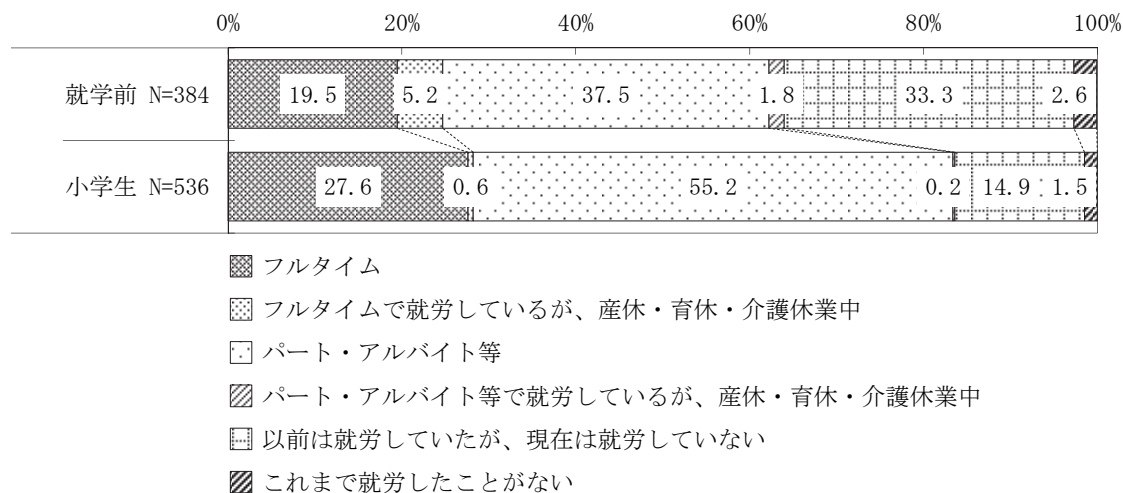 0% 20% 40% 60% 80% 100%
就学前 N=384 19.5 5.2 37.5 1.8 33.3 2.6
小学生 N=536 27.6 0.6 55.2 0.2 14.9 1.5
フルタイム
フルタイムで就労しているが、産休・育休・介護休業中
パート・アルバイト等
パート・アルバイト等で就労しているが、産休・育休・介護休業中
以前は就労していたが、現在は就労していない
これまで就労したことがない